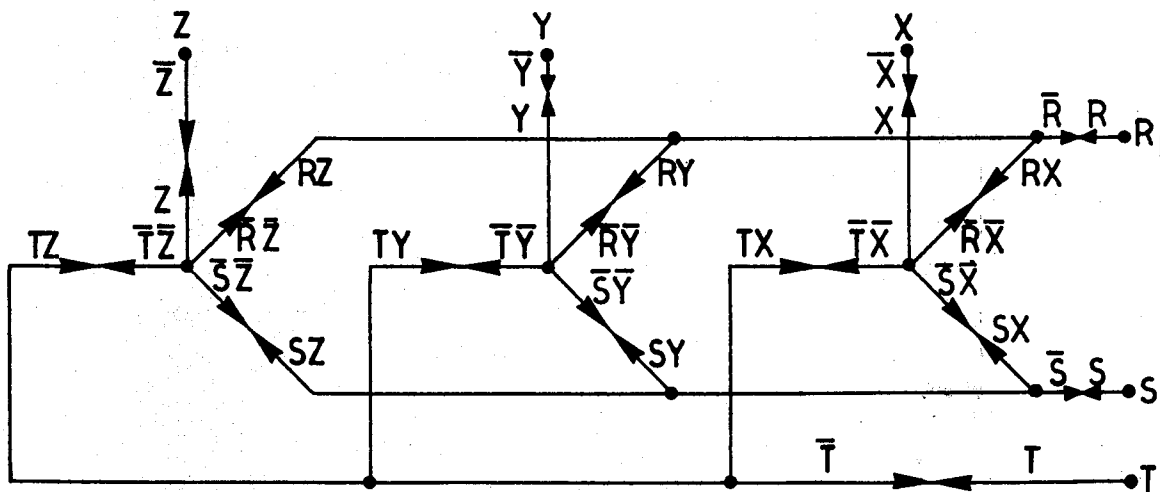 Z Y X
Z̅ Y̅ X̅
Y X R̅ R R
RZ RY RX
Z
TZ T̅Z̅ R̅Z̅ TY T̅Y̅ R̅Y̅ TX T̅X̅ R̅X̅
S̅Z̅ S̅Y̅ S̅X̅
SZ SY SX
S̅ S S
T̅ T T